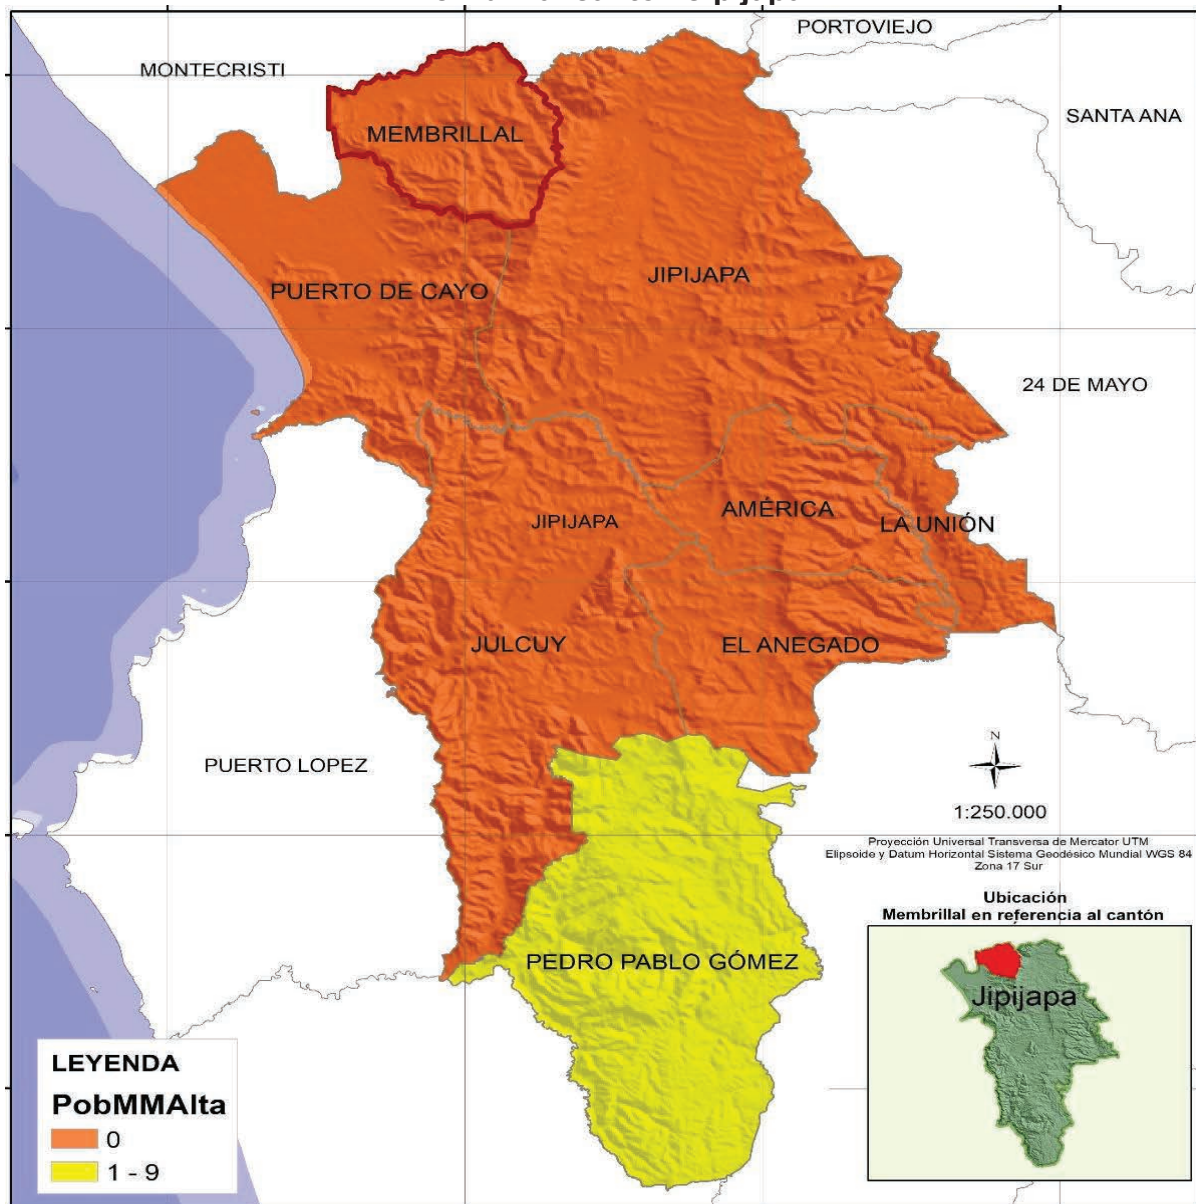 PORTOVIEJO
MONTECRISTI
SANTA ANA
MEMBRILLAL
JIPIJAPA
PUERTO DE CAYO
24 DE MAYO
AMÉRICA
JIPIJAPA
LA UNIÓN
JULCUY
EL ANEGADO
PUERTO LOPEZ
N
1:250.000
Proyección Universal Transversa de Mercator UTM
Elipsoide y Datum Horizontal Sistema Geodésico Mundial WGS 84
Zona 17 Sur
Ubicación
Membrillal en referencia al cantón
Jipijapa
PEDRO PABLO GÓMEZ
LEYENDA
PobMMAlta
0
1 - 9